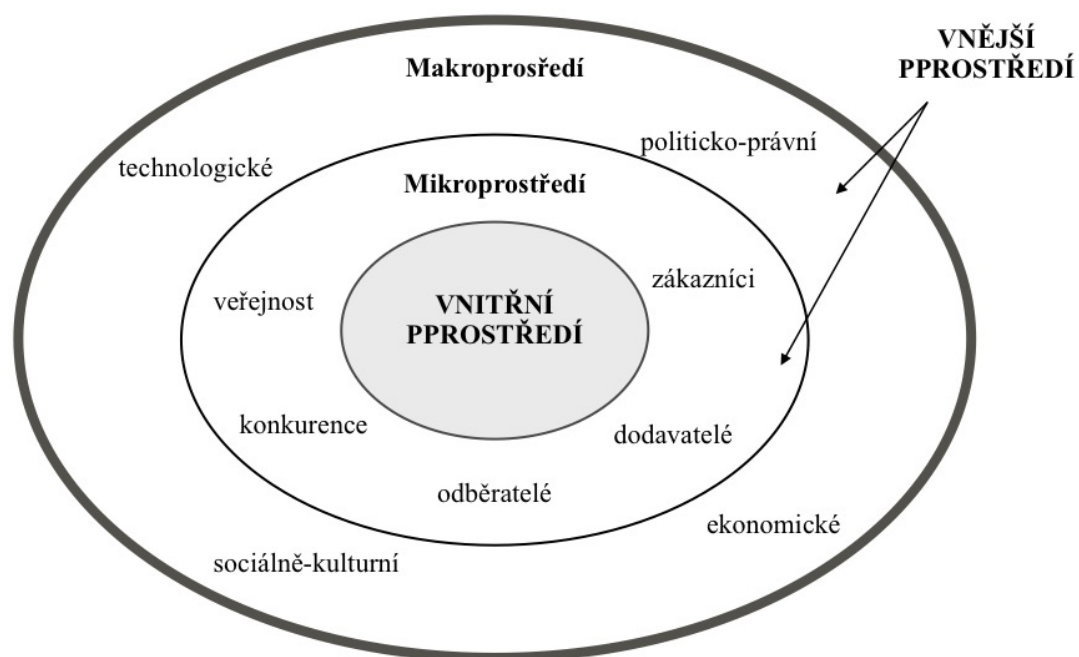 VNĚJŠÍ
PPROSTŘEDÍ
Makroprosředí
politicko-právní
technologické
Mikroprostředí
zákazníci
veřejnost
VNITŘNÍ
PPROSTŘEDÍ
konkurence
dodavatelé
odběratelé
ekonomické
sociálně-kulturní